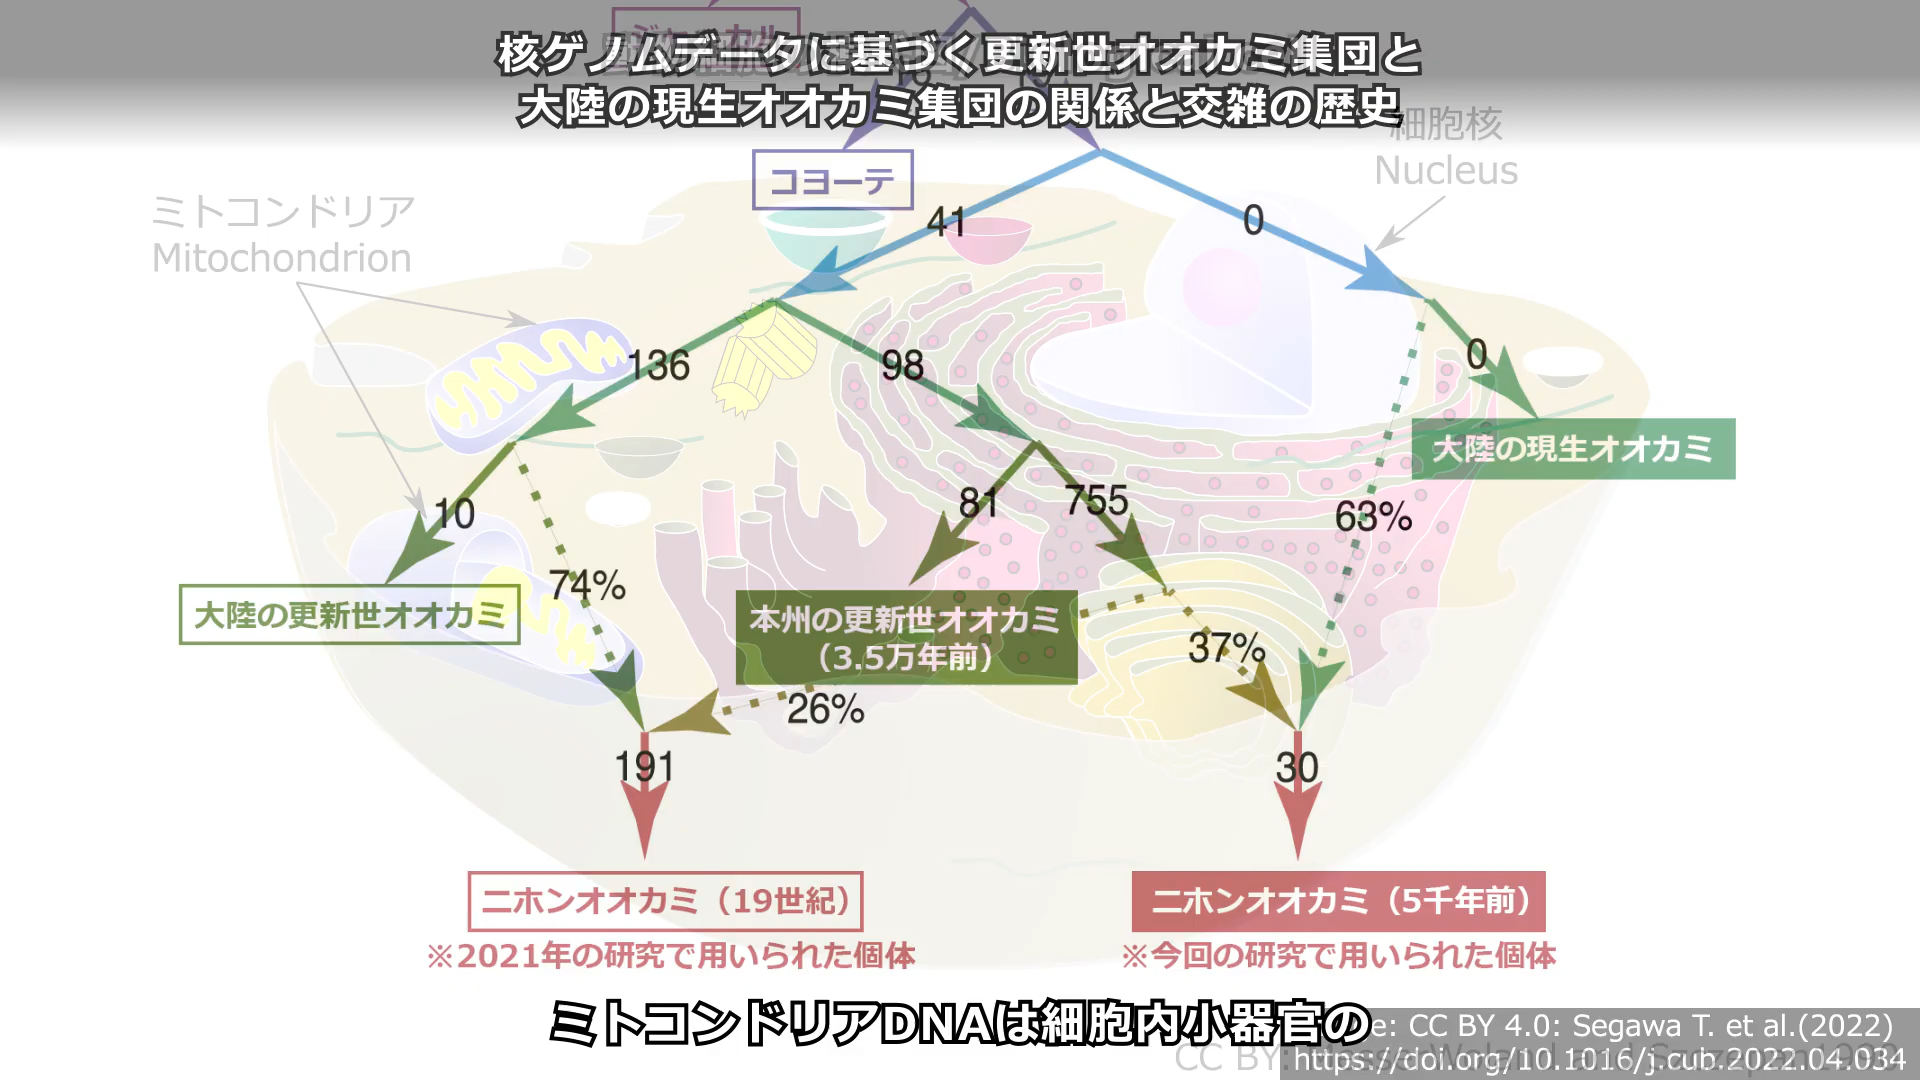 核ゲノムデータに基づく更新世オオカミ集団と
大陸の現生オオカミ集団の関係と交雑の歴史
ジャッカル
細胞核
Nucleus
コヨーテ
ミトコンドリア
Mitochondrion
41
0
136
98
0
大陸の現生オオカミ
10
81
755
63%
74%
大陸の更新世オオカミ
本州の更新世オオカミ
（3.5万年前）
37%
26%
191
30
ニホンオオカミ（19世紀）
ニホンオオカミ（5千年前）
※2021年の研究で用いられた個体
※今回の研究で用いられた個体
ミトコンドリアDNAは細胞内小器官の
CC BY 4.0: Segawa T. et al.(2022)
https://doi.org/10.1016/j.cub.2022.04.034
CC BY: